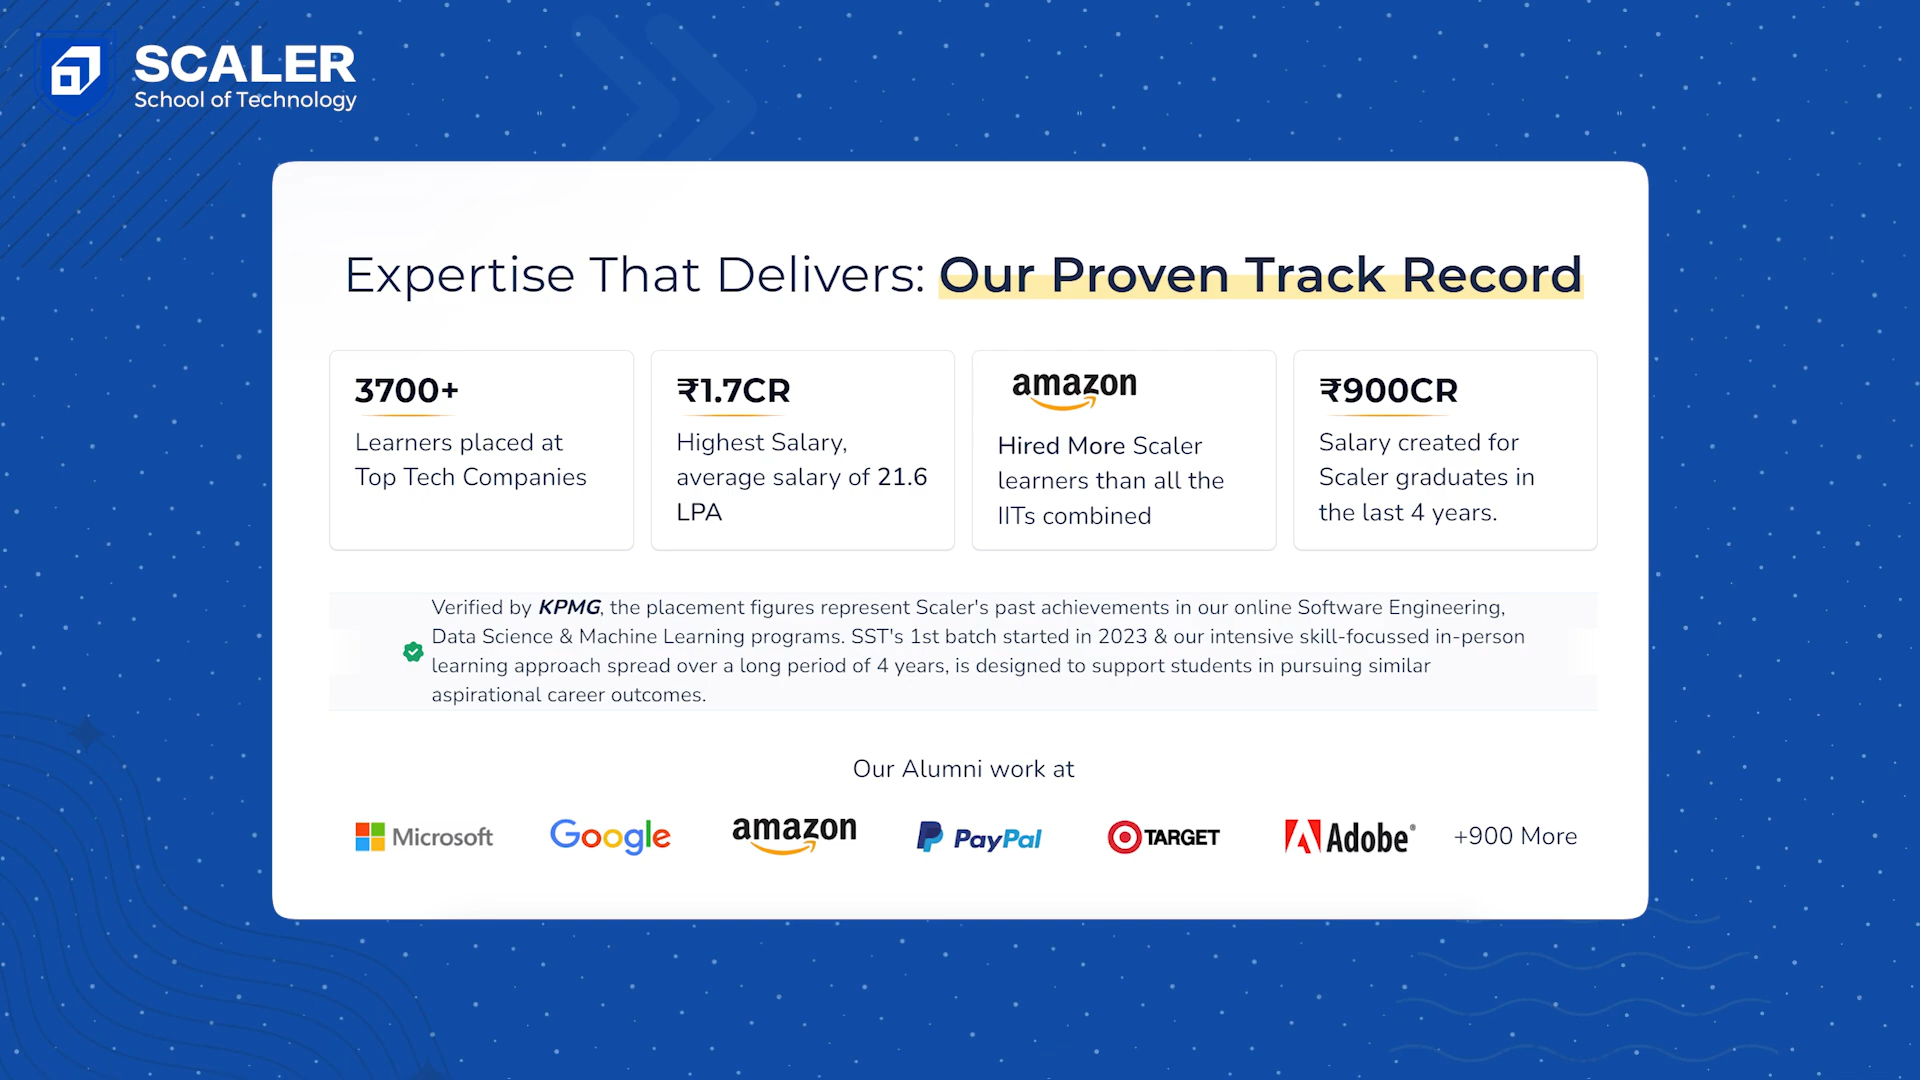 SCALER
School of Technology
Expertise That Delivers: Our Proven Track Record
3700+
Learners placed at
Top Tech Companies
₹1.7CR
Highest Salary,
average salary of 21.6
LPA
amazon
Hired More Scaler
learners than all the
IITs combined
₹900CR
Salary created for
Scaler graduates in
the last 4 years.
Verified by KPMG, the placement figures represent Scaler's past achievements in our online Software Engineering,
Data Science & Machine Learning programs. SST's 1st batch started in 2023 & our intensive skill-focussed in-person
learning approach spread over a long period of 4 years, is designed to support students in pursuing similar
aspirational career outcomes.
Our Alumni work at
Microsoft Google amazon PayPal TARGET Adobe® +900 More